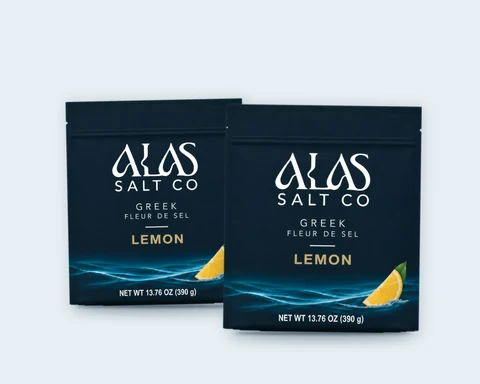 ALAS
SALT CO
GREEK
FLEUR DE SEL
LEMON
NET WT 13.76 OZ (390 g)
ALAS
SALT CO
GREEK
FLEUR DE SEL
LEMON
NET WT 13.76 OZ (390 g)